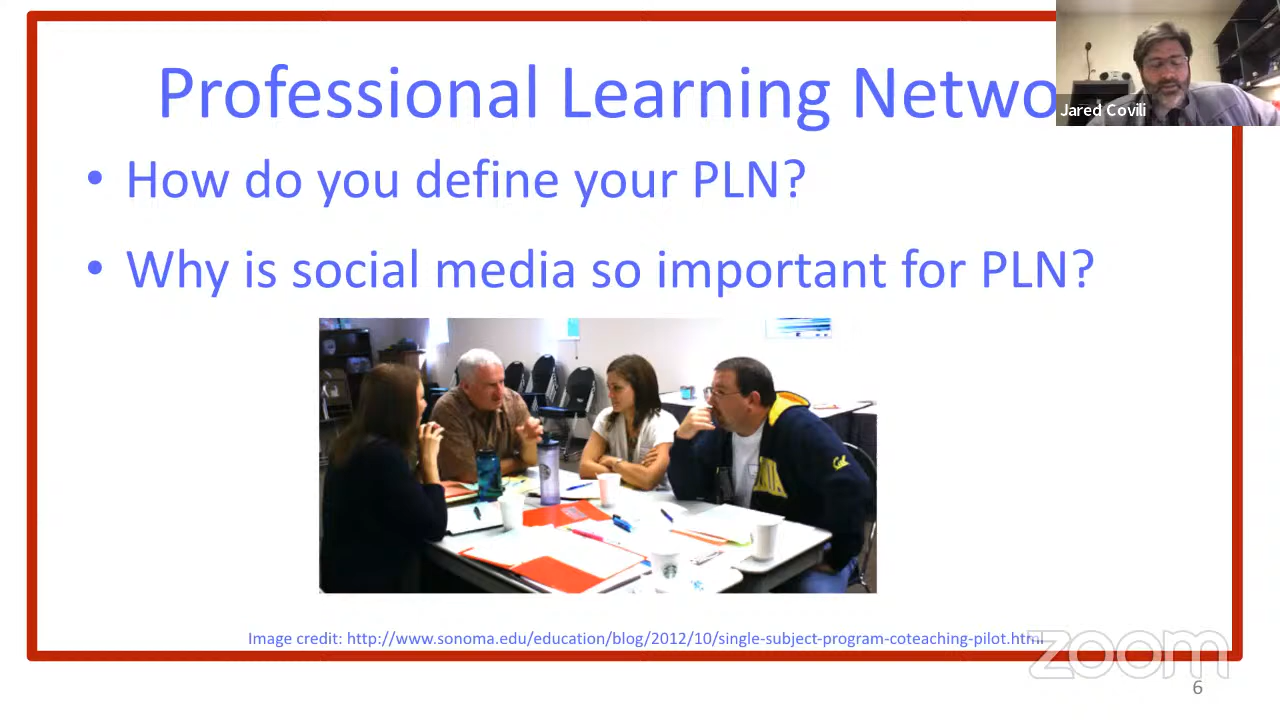 Professional Learning Netwo
Jared Covili
• How do you define your PLN?
• Why is social media so important for PLN?
Cal
Image credit: http://www.sonoma.edu/education/blog/2012/10/single-subject-program-coteaching-pilot.html
zoom
6